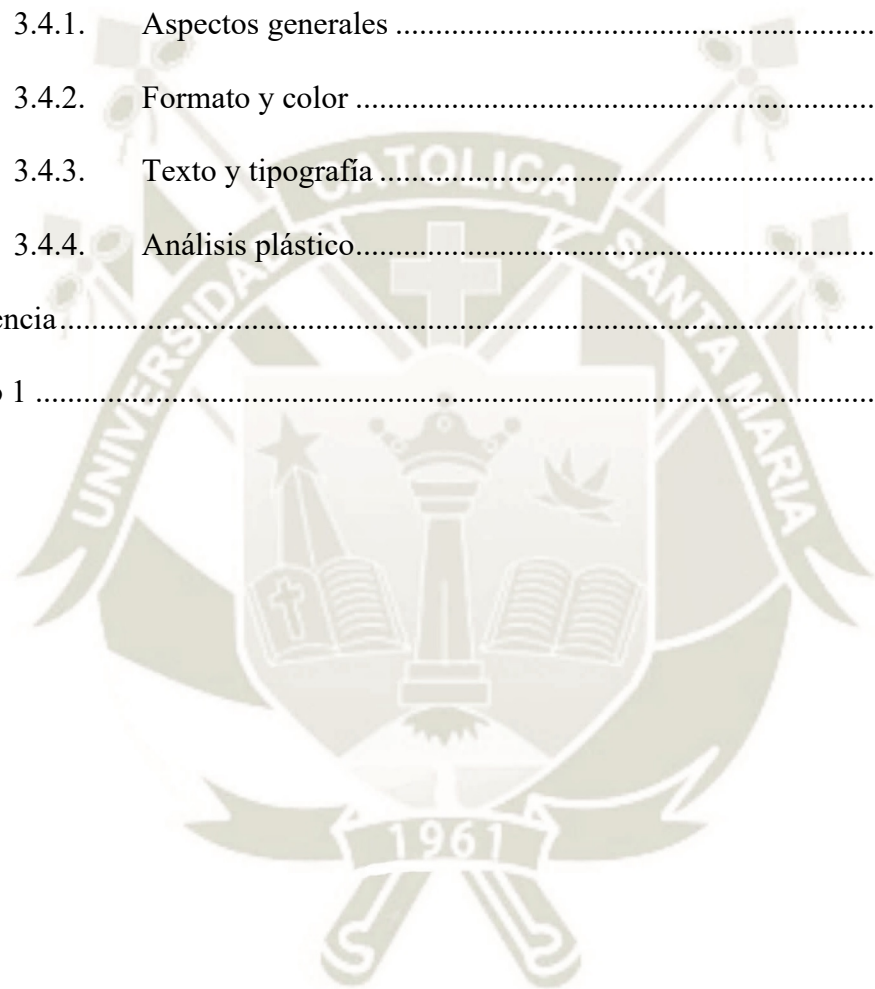 3.4.1. Aspectos generales ................................................................
3.4.2. Formato y color ................................................................
3.4.3. Texto y tipografía ................................................................
3.4.4. Análisis plástico................................................................
encia................................................................
o 1 ................................................................
UNIVERSIDAD CATOLICA SANTA MARIA
1961